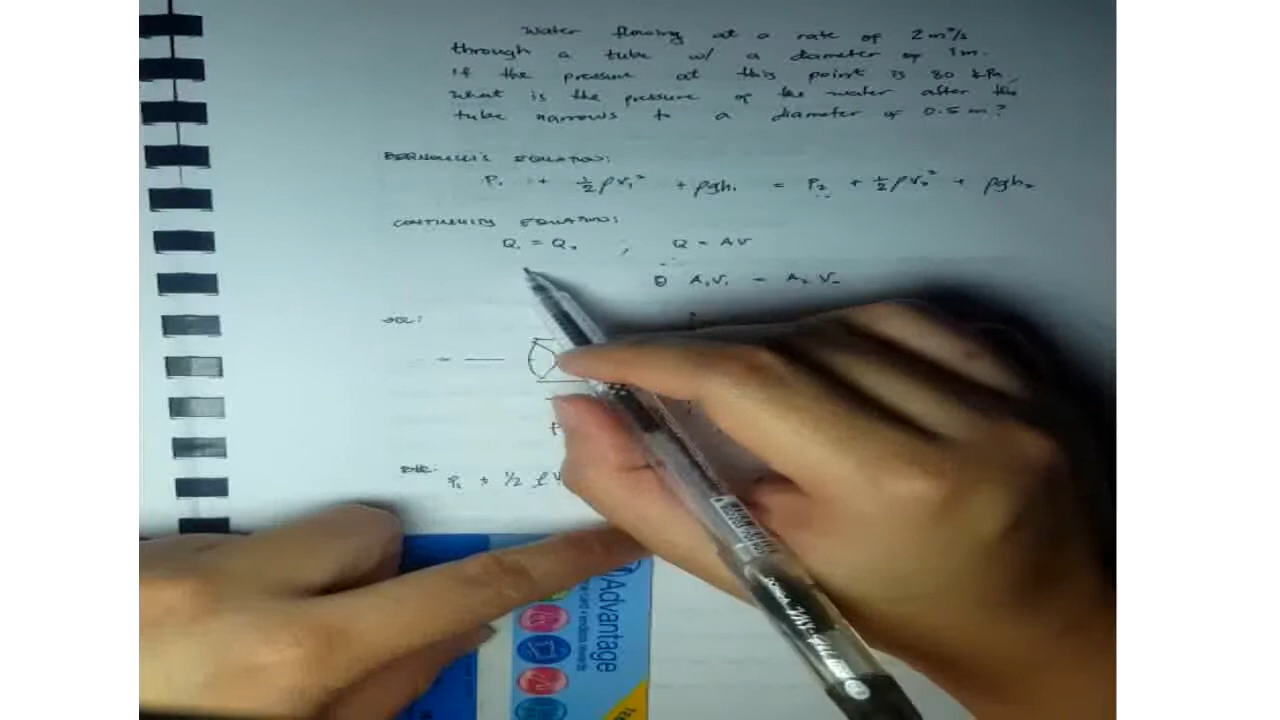 Water flowing at a rate of 2 m³/s
through a tube w/ a diameter of 1m.
If the pressure at this point is 80 kPa,
what is the pressure of the water after the
tube narrows to a diameter of 0.5 m?
BERNOULLI'S EQUATION:
P₁ + ½ρv₁² + ρgh₁ = P₂ + ½ρv₂² + ρgh₂
CONTINUITY EQUATION:
Q₁ = Q₂ ; Q = AV
A₁V₁ = A₂V₂
P₁ + 1/2 ρV
Advantage